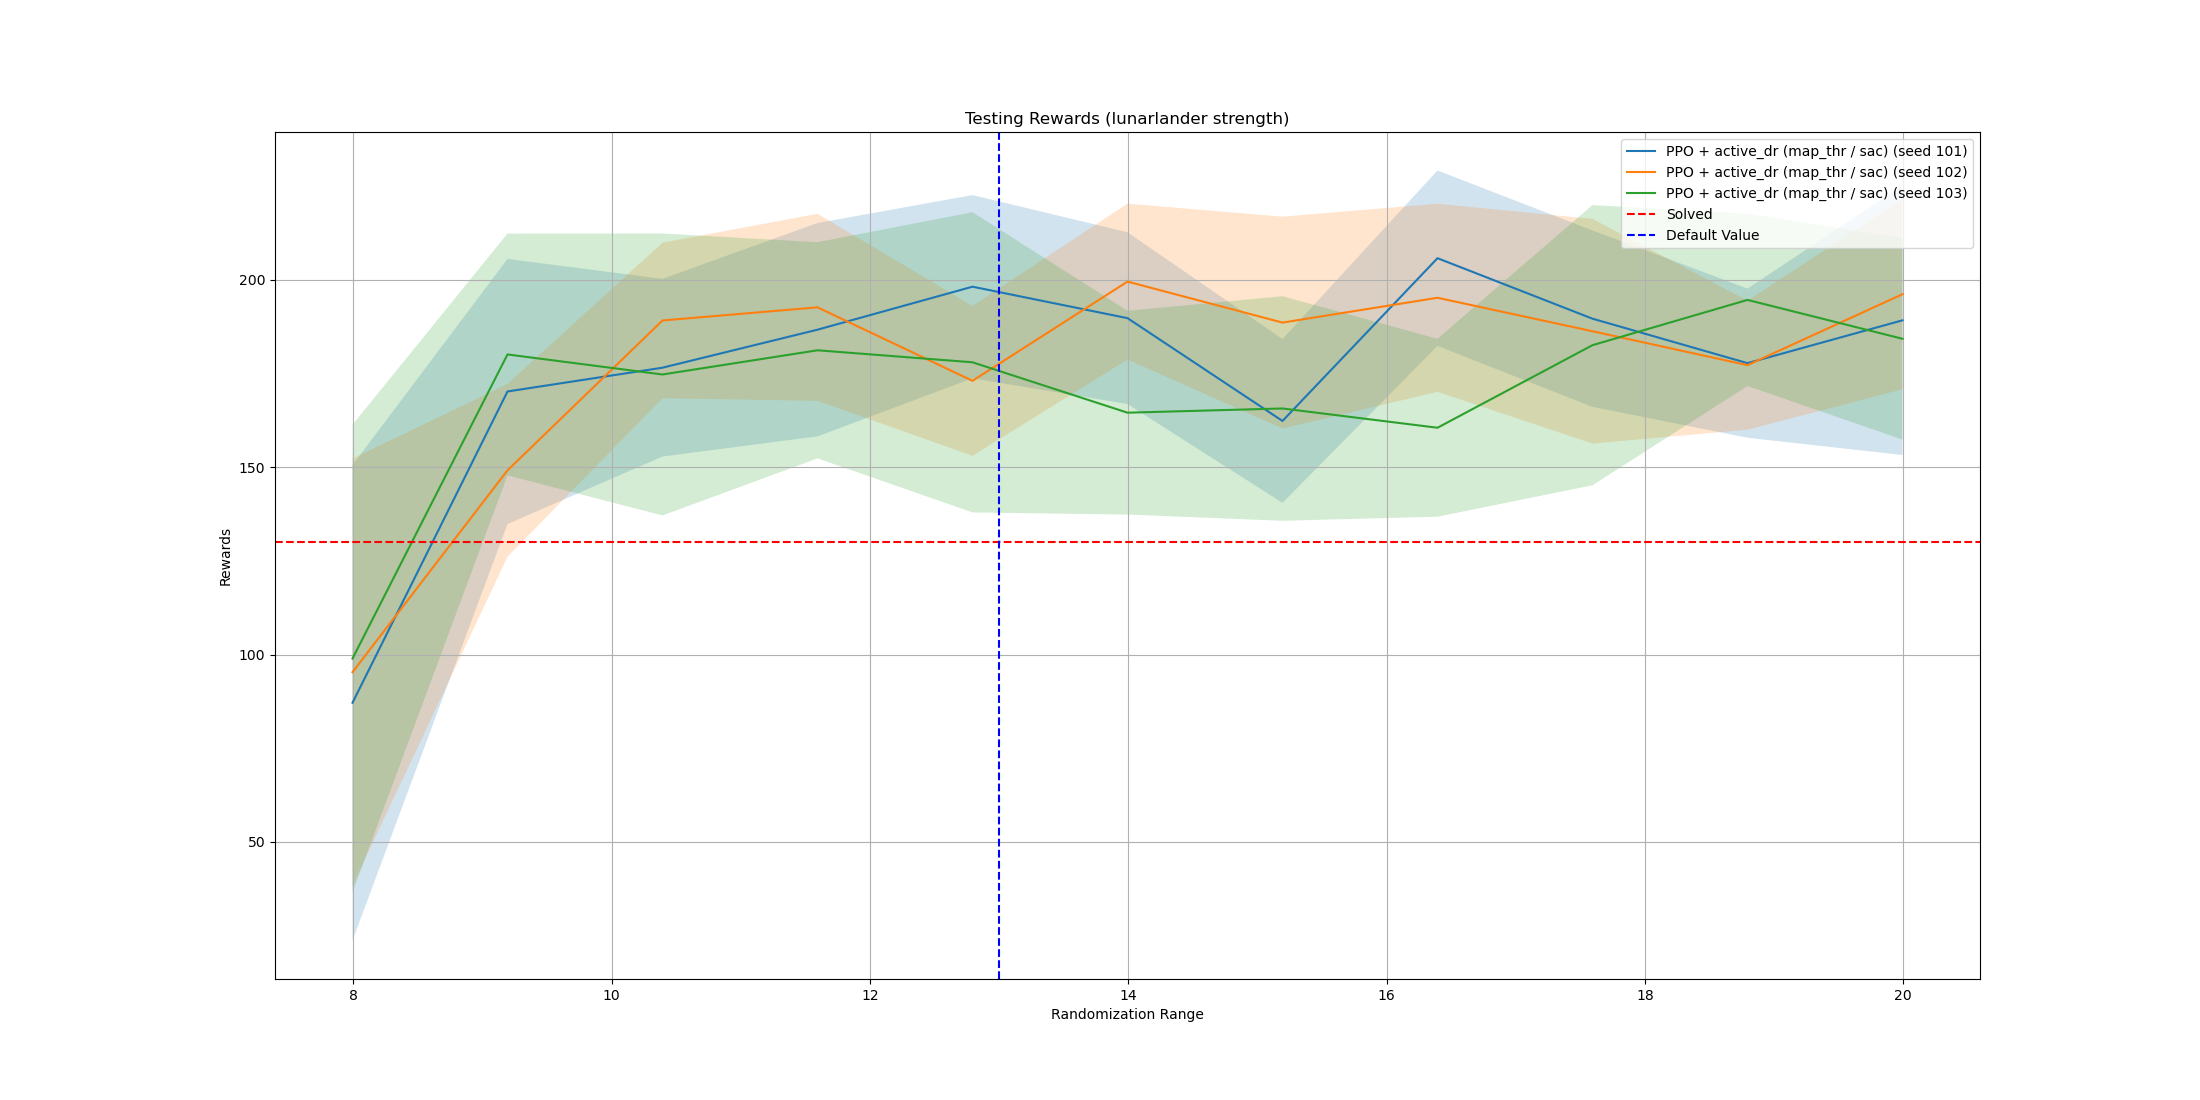 Testing Rewards (lunarlander strength)
PPO + active_dr (map_thr / sac) (seed 101)
PPO + active_dr (map_thr / sac) (seed 102)
PPO + active_dr (map_thr / sac) (seed 103)
Solved
Default Value
200
150
100
50
Rewards
8 10 12 14 16 18 20
Randomization Range